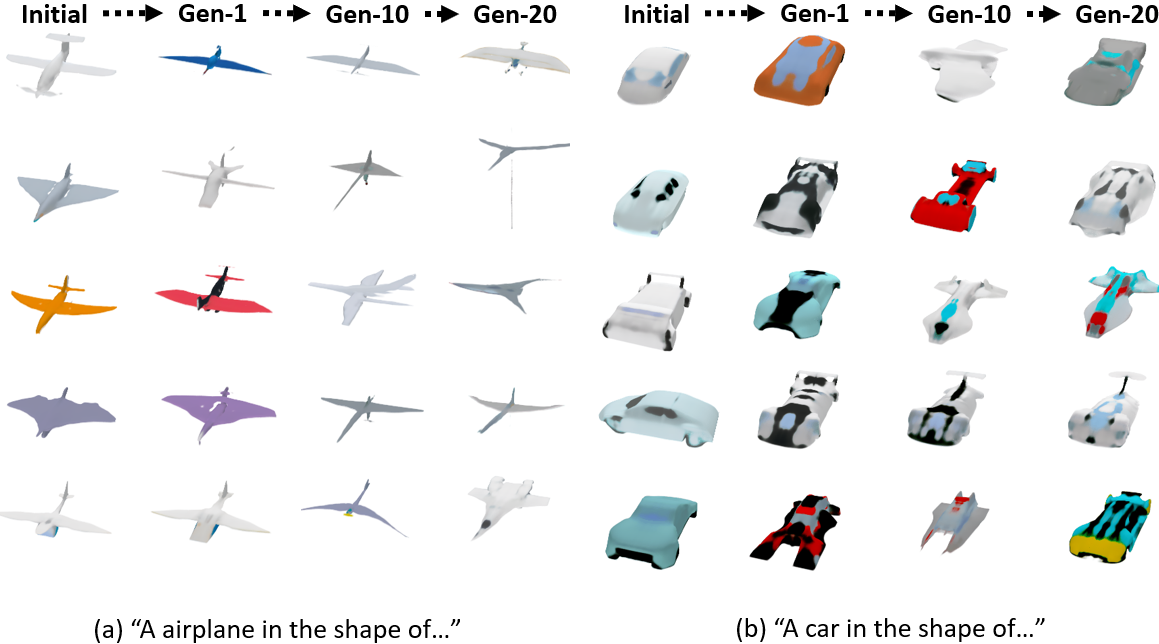 Initial Gen-1 Gen-10 Gen-20 Initial Gen-1 Gen-10 Gen-20
(a) “A airplane in the shape of…” (b) “A car in the shape of…”